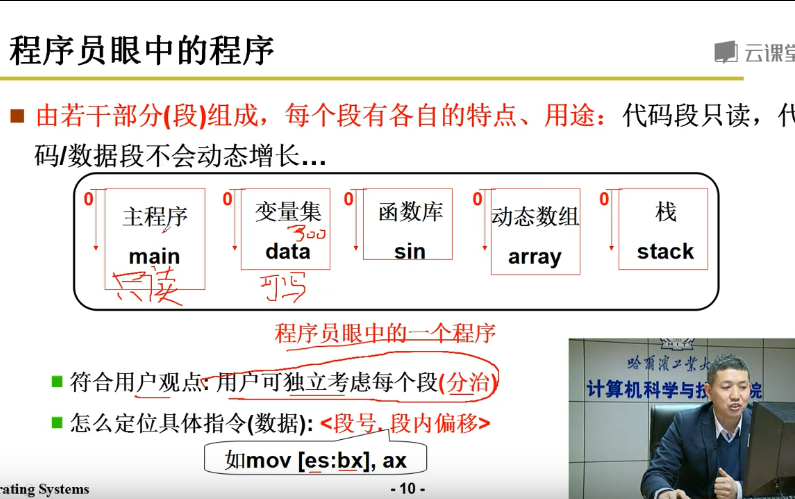 程序员眼中的程序
云课堂
■ 由若干部分(段)组成，每个段有各自的特点、用途：代码段只读，代
码/数据段不会动态增长...
0 主程序 0 变量集 0 函数库 0 动态数组 0 栈
300
main data sin array stack
只读 可写
程序员眼中的一个程序
■ 符合用户观点: 用户可独立考虑每个段(分治)
■ 怎么定位具体指令(数据): <段号, 段内偏移>
如mov [es:bx], ax
rating Systems
- 10 -
哈尔滨工业大
计算机科学与技 院